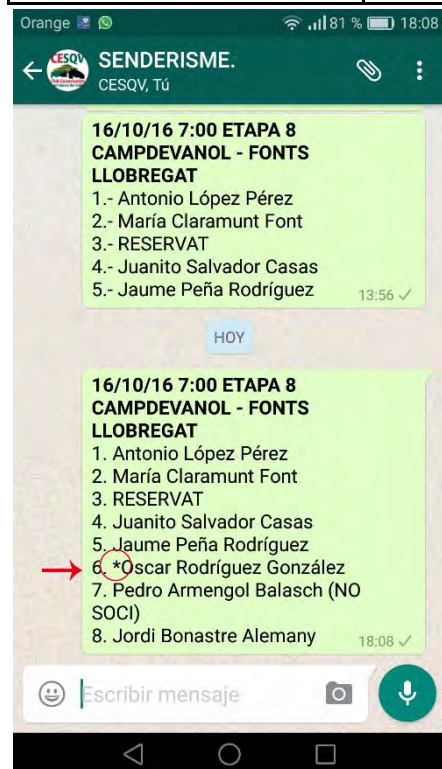 Orange 81 % 18:08
CESQV
SENDERISME.
CESQV, Tú
16/10/16 7:00 ETAPA 8
CAMPDEVANOL - FONTS
LLOBREGAT
1.- Antonio López Pérez
2.- María Claramunt Font
3.- RESERVAT
4.- Juanito Salvador Casas
5.- Jaume Peña Rodríguez
13:56
HOY
16/10/16 7:00 ETAPA 8
CAMPDEVANOL - FONTS
LLOBREGAT
1. Antonio López Pérez
2. María Claramunt Font
3. RESERVAT
4. Juanito Salvador Casas
5. Jaume Peña Rodríguez
6. *Oscar Rodríguez González
7. Pedro Armengol Balasch (NO
SOCI)
8. Jordi Bonastre Alemany
18:08
Escribir mensaje